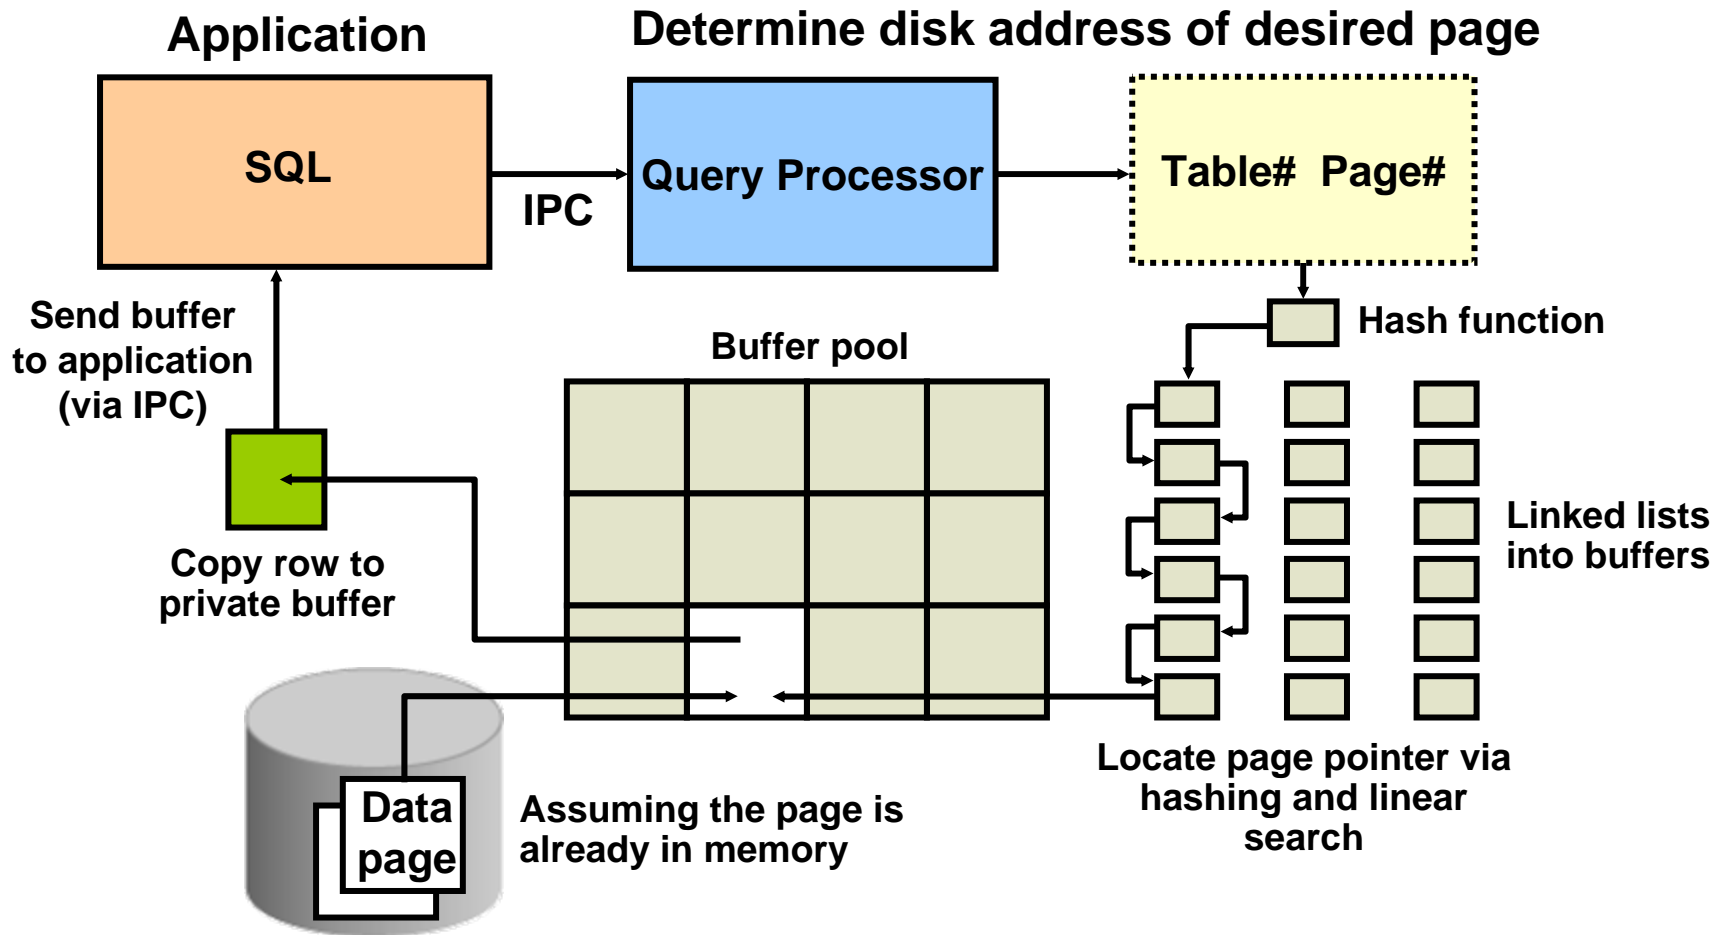 Application
Determine disk address of desired page
SQL
IPC
Query Processor
Table# Page#
Hash function
Send buffer
to application
(via IPC)
Buffer pool
Linked lists
into buffers
Copy row to
private buffer
Data
page
Assuming the page is
already in memory
Locate page pointer via
hashing and linear
search